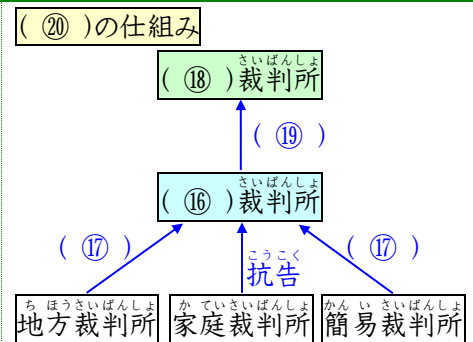 ( ⑳ )の仕組み
さいばんしょ
( ⑱ )裁判所
( ⑲ )
さいばんしょ
( ⑯ )裁判所
( ⑰ )
こうこく
抗告
( ⑰ )
ちほうさいばんしょ
地方裁判所
かていさいばんしょ
家庭裁判所
かんいさいばんしょ
簡易裁判所